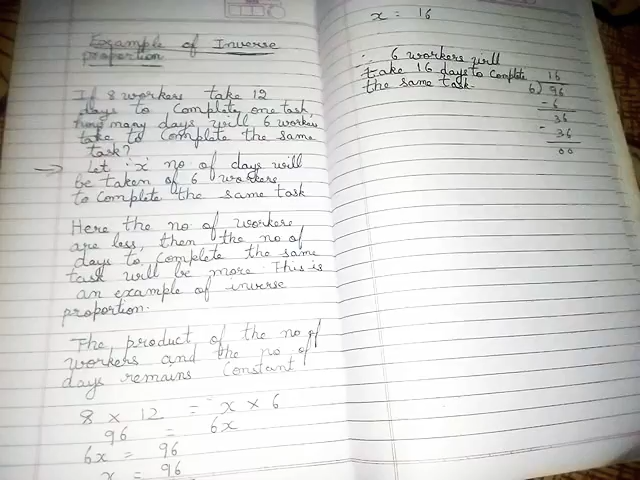 Example of Inverse
proportion
If 8 workers take 12
days to complete one task,
how many days will 6 workers
take to complete the same
task?
→ Let 'x' no of days will
be taken of 6 workers
to complete the same task
Here the no of workers
are less, then the no of
days to complete the same
task will be more. This is
an example of inverse
proportion.
The product of the no of
workers and the no of
days remains constant
8 × 12 = x × 6
96 = 6x
6x = 96
x = 96
x = 16
∴ 6 workers will
take 16 days to complete
the same task
16
6) 96
- 6
36
- 36
00